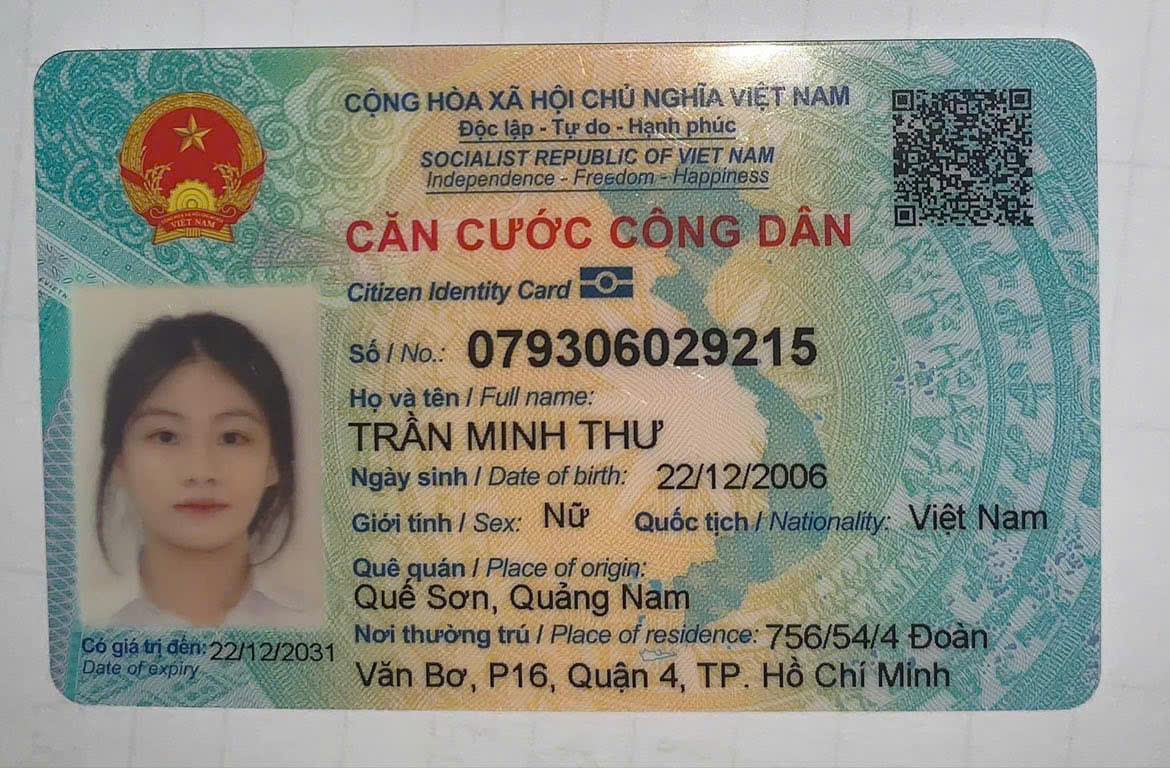 CỘNG HÒA XÃ HỘI CHỦ NGHĨA VIỆT NAM
Độc lập - Tự do - Hạnh phúc
SOCIALIST REPUBLIC OF VIET NAM
Independence - Freedom - Happiness
CĂN CƯỚC CÔNG DÂN
Citizen Identity Card
VIỆT NAM
Số / No.: 079306029215
Họ và tên / Full name:
TRẦN MINH THƯ
Ngày sinh / Date of birth: 22/12/2006
Giới tính / Sex: Nữ Quốc tịch / Nationality: Việt Nam
Quê quán / Place of origin:
Quế Sơn, Quảng Nam
Nơi thường trú / Place of residence: 756/54/4 Đoàn
Văn Bơ, P16, Quận 4, TP. Hồ Chí Minh
Có giá trị đến: 22/12/2031
Date of expiry